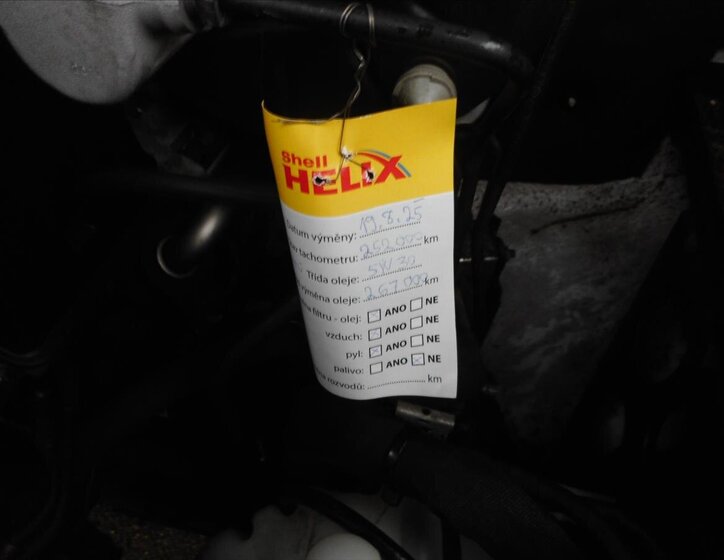 Shell
HELIX
Datum výměny: 19.8.25
tachometru: 252 000 km
Třída oleje: 5W30
výměna oleje: 267 000 km
filtru - olej: ☒ ANO ☐ NE
vzduch: ☒ ANO ☐ NE
pyl: ☒ ANO ☐ NE
palivo: ☐ ANO ☒ NE
rozvodů: .................... km